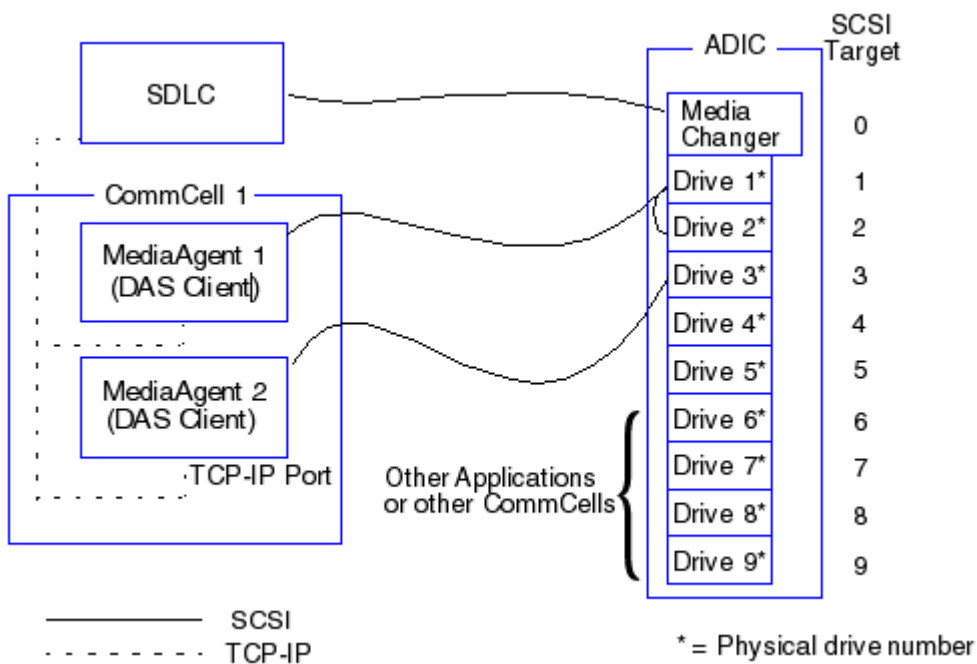 SCSI
Target
ADIC
SDLC
Media
Changer
0
CommCell 1
Drive 1*
1
MediaAgent 1
(DAS Client)
Drive 2*
2
Drive 3*
3
Drive 4*
4
MediaAgent 2
(DAS Client)
Drive 5*
5
Drive 6*
6
TCP-IP Port
Other Applications
or other CommCells
Drive 7*
7
Drive 8*
8
Drive 9*
9
SCSI
TCP-IP
* = Physical drive number